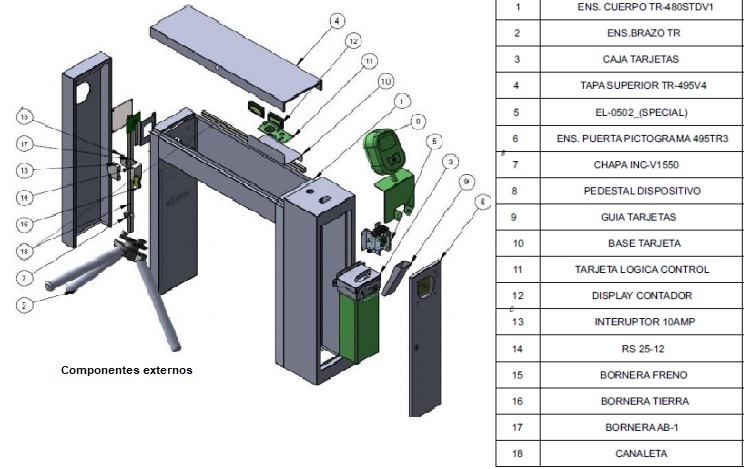 4
12
11
10
1
8
5
3
9
6
15
17
13
14
16
18
7
2
Componentes externos
1 ENS. CUERPO TR-480STDV1
2 ENS.BRAZO TR
3 CAJA TARJETAS
4 TAPA SUPERIOR TR-495V4
5 EL-0502_(SPECIAL)
6 ENS. PUERTA PICTOGRAMA 495TR3
7 CHAPA INC-V1550
8 PEDESTAL DISPOSITIVO
9 GUIA TARJETAS
10 BASE TARJETA
11 TARJETA LOGICA CONTROL
12 DISPLAY CONTADOR
13 INTERUPTOR 10AMP
14 RS 25-12
15 BORNERA FRENO
16 BORNERA TIERRA
17 BORNERA AB-1
18 CANALETA